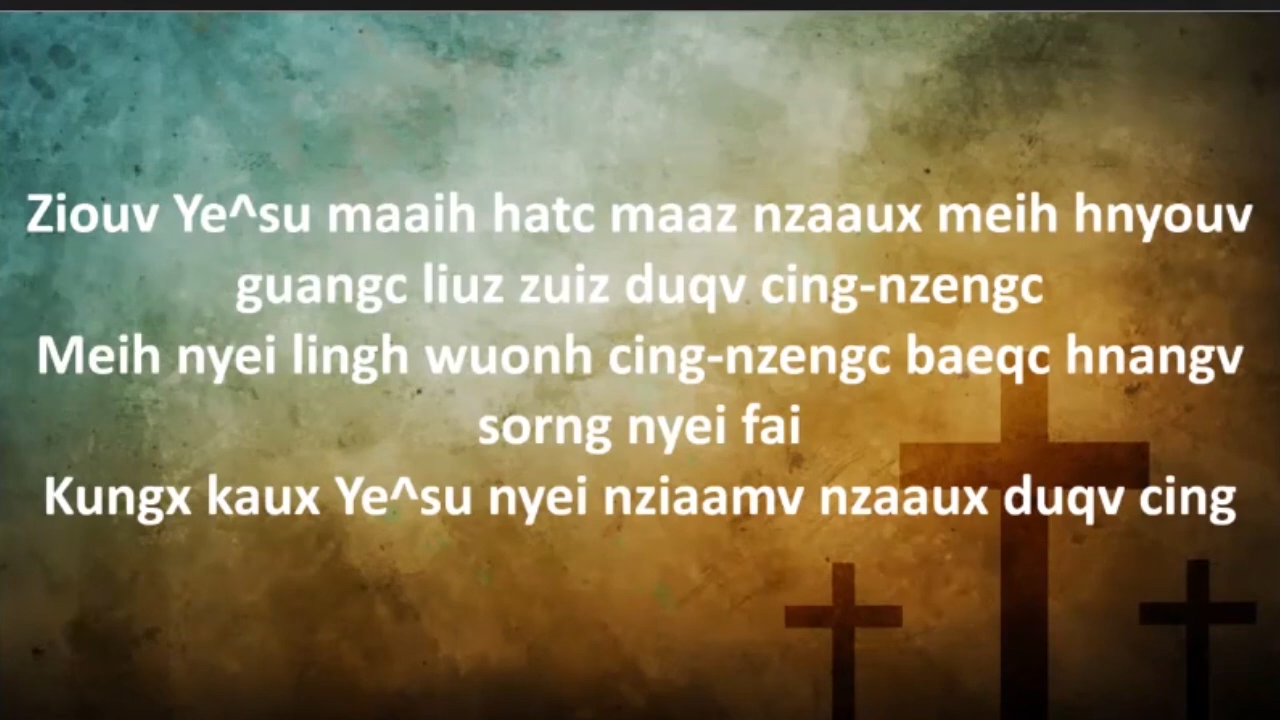 Ziouv Ye^su maaih hatc maaz nzaaux meih hnyouv
guangc liuz zuiz duqv cing-nzengc
Meih nyei lingh wuonh cing-nzengc baeqc hnangv
sorng nyei fai
Kungx kaux Ye^su nyei nziaamv nzaaux duqv cing